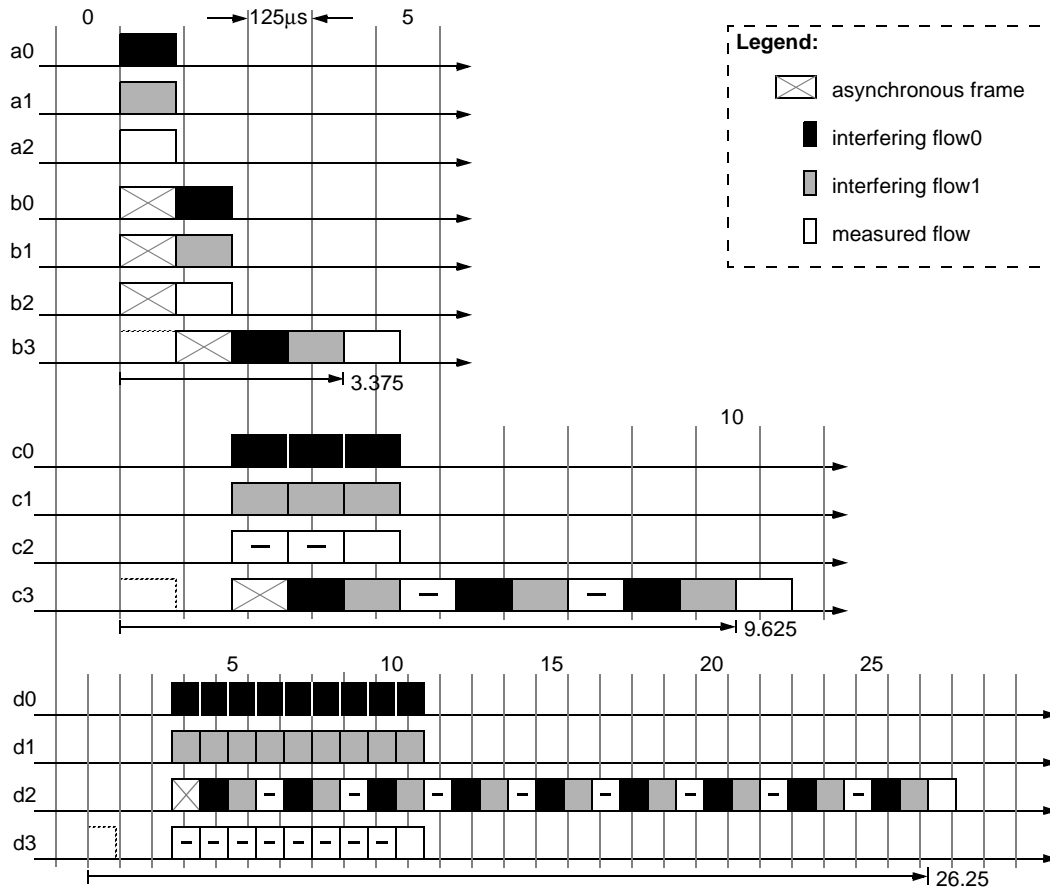 0 125μs 5
Legend:
a0
asynchronous frame
a1
interfering flow0
a2
interfering flow1
b0
measured flow
b1
b2
b3
3.375
10
c0
c1
c2
c3
9.625
5 10 15 20 25
d0
d1
d2
d3
26.25